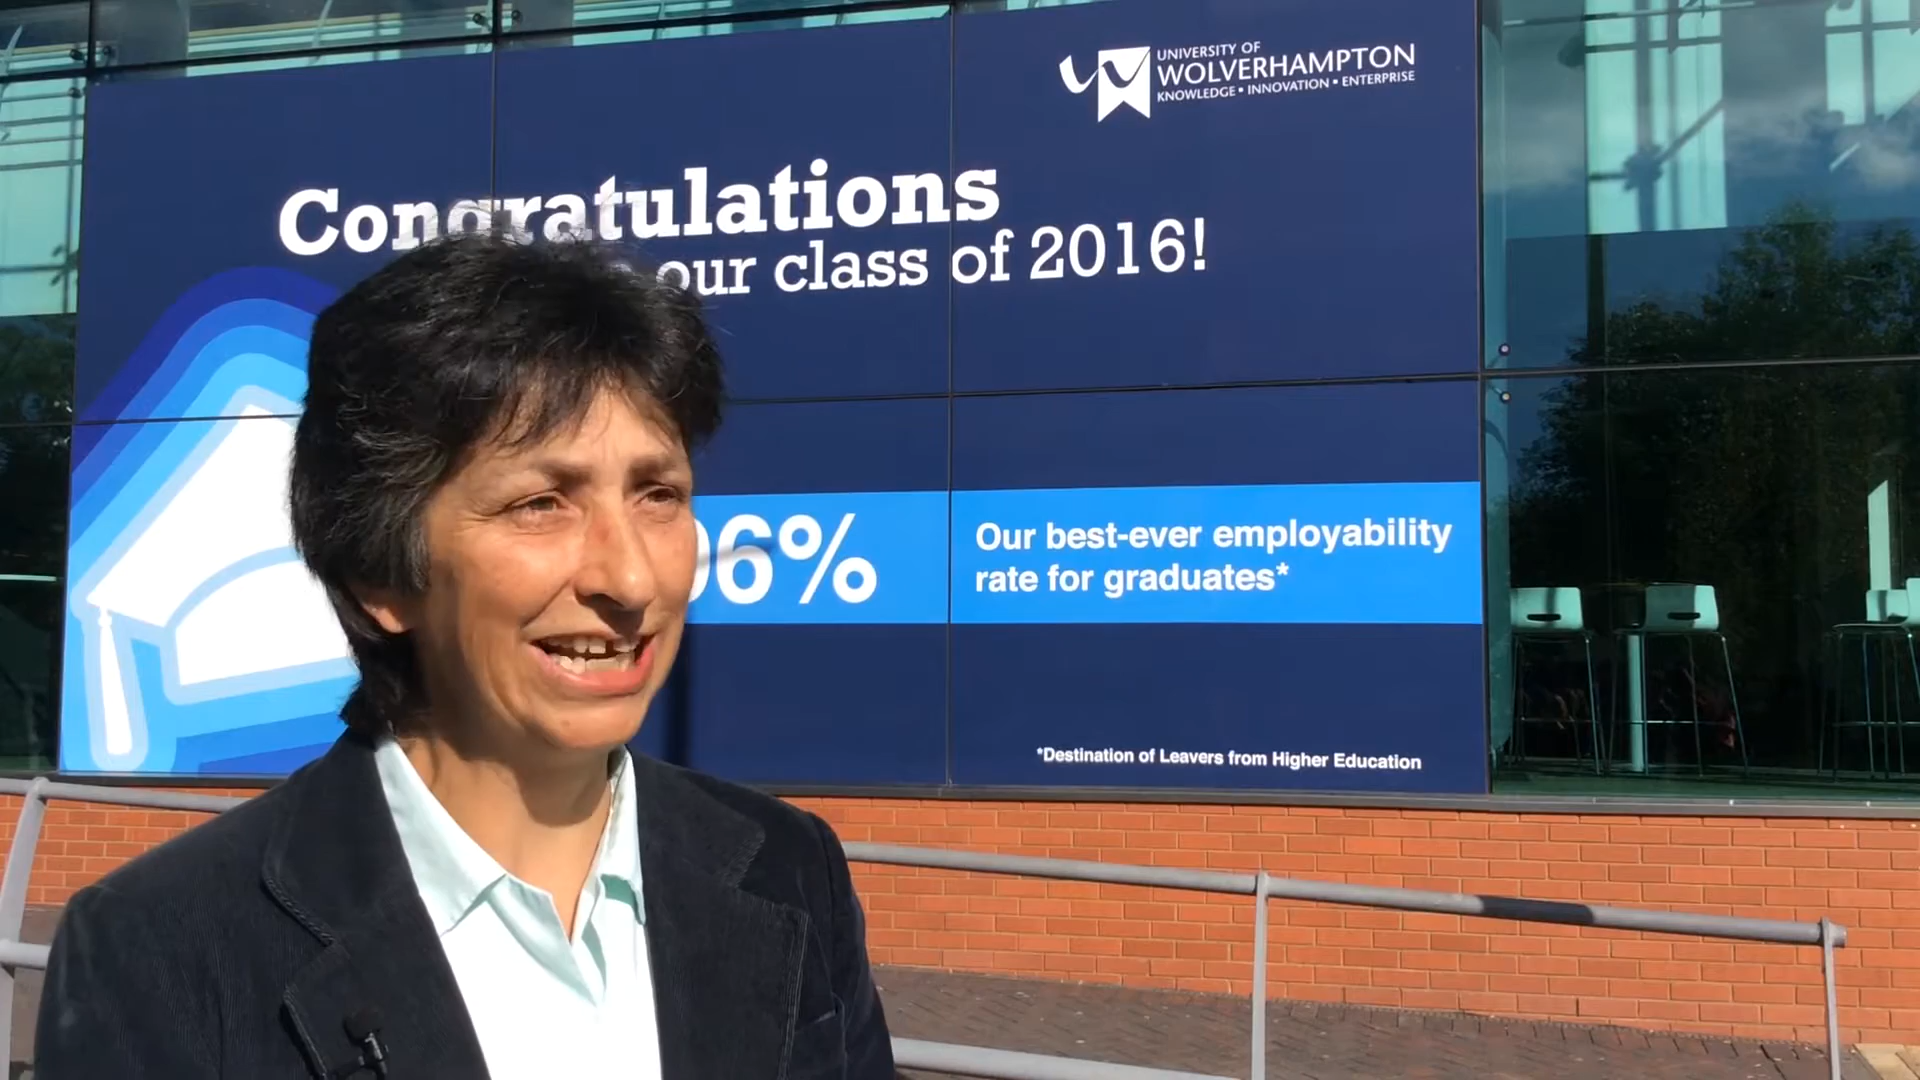 UNIVERSITY OF
WOLVERHAMPTON
KNOWLEDGE ▪ INNOVATION ▪ ENTERPRISE
Congratulations
our class of 2016!
6%
Our best-ever employability
rate for graduates*
*Destination of Leavers from Higher Education